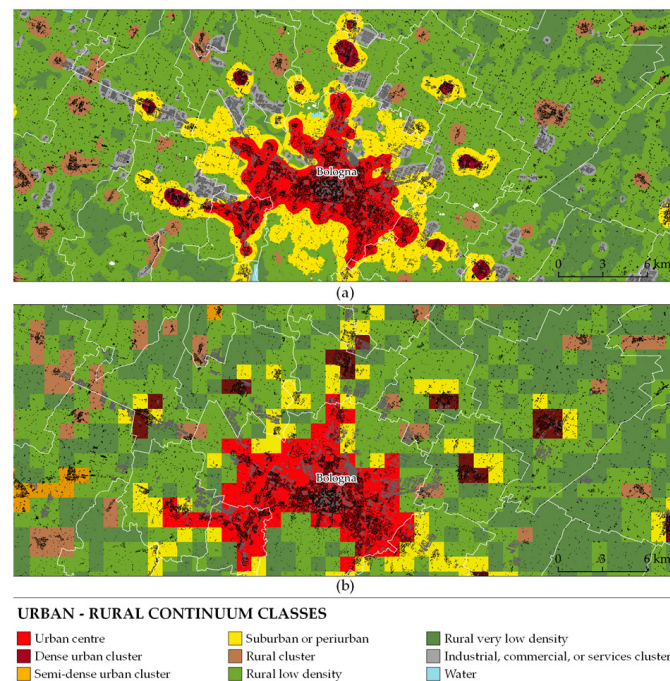 Bologna
0 3 6 km
(a)
Bologna
0 3 6 km
(b)
URBAN - RURAL CONTINUUM CLASSES
Urban centre
Suburban or periurban
Rural very low density
Dense urban cluster
Rural cluster
Industrial, commercial, or services cluster
Semi-dense urban cluster
Rural low density
Water